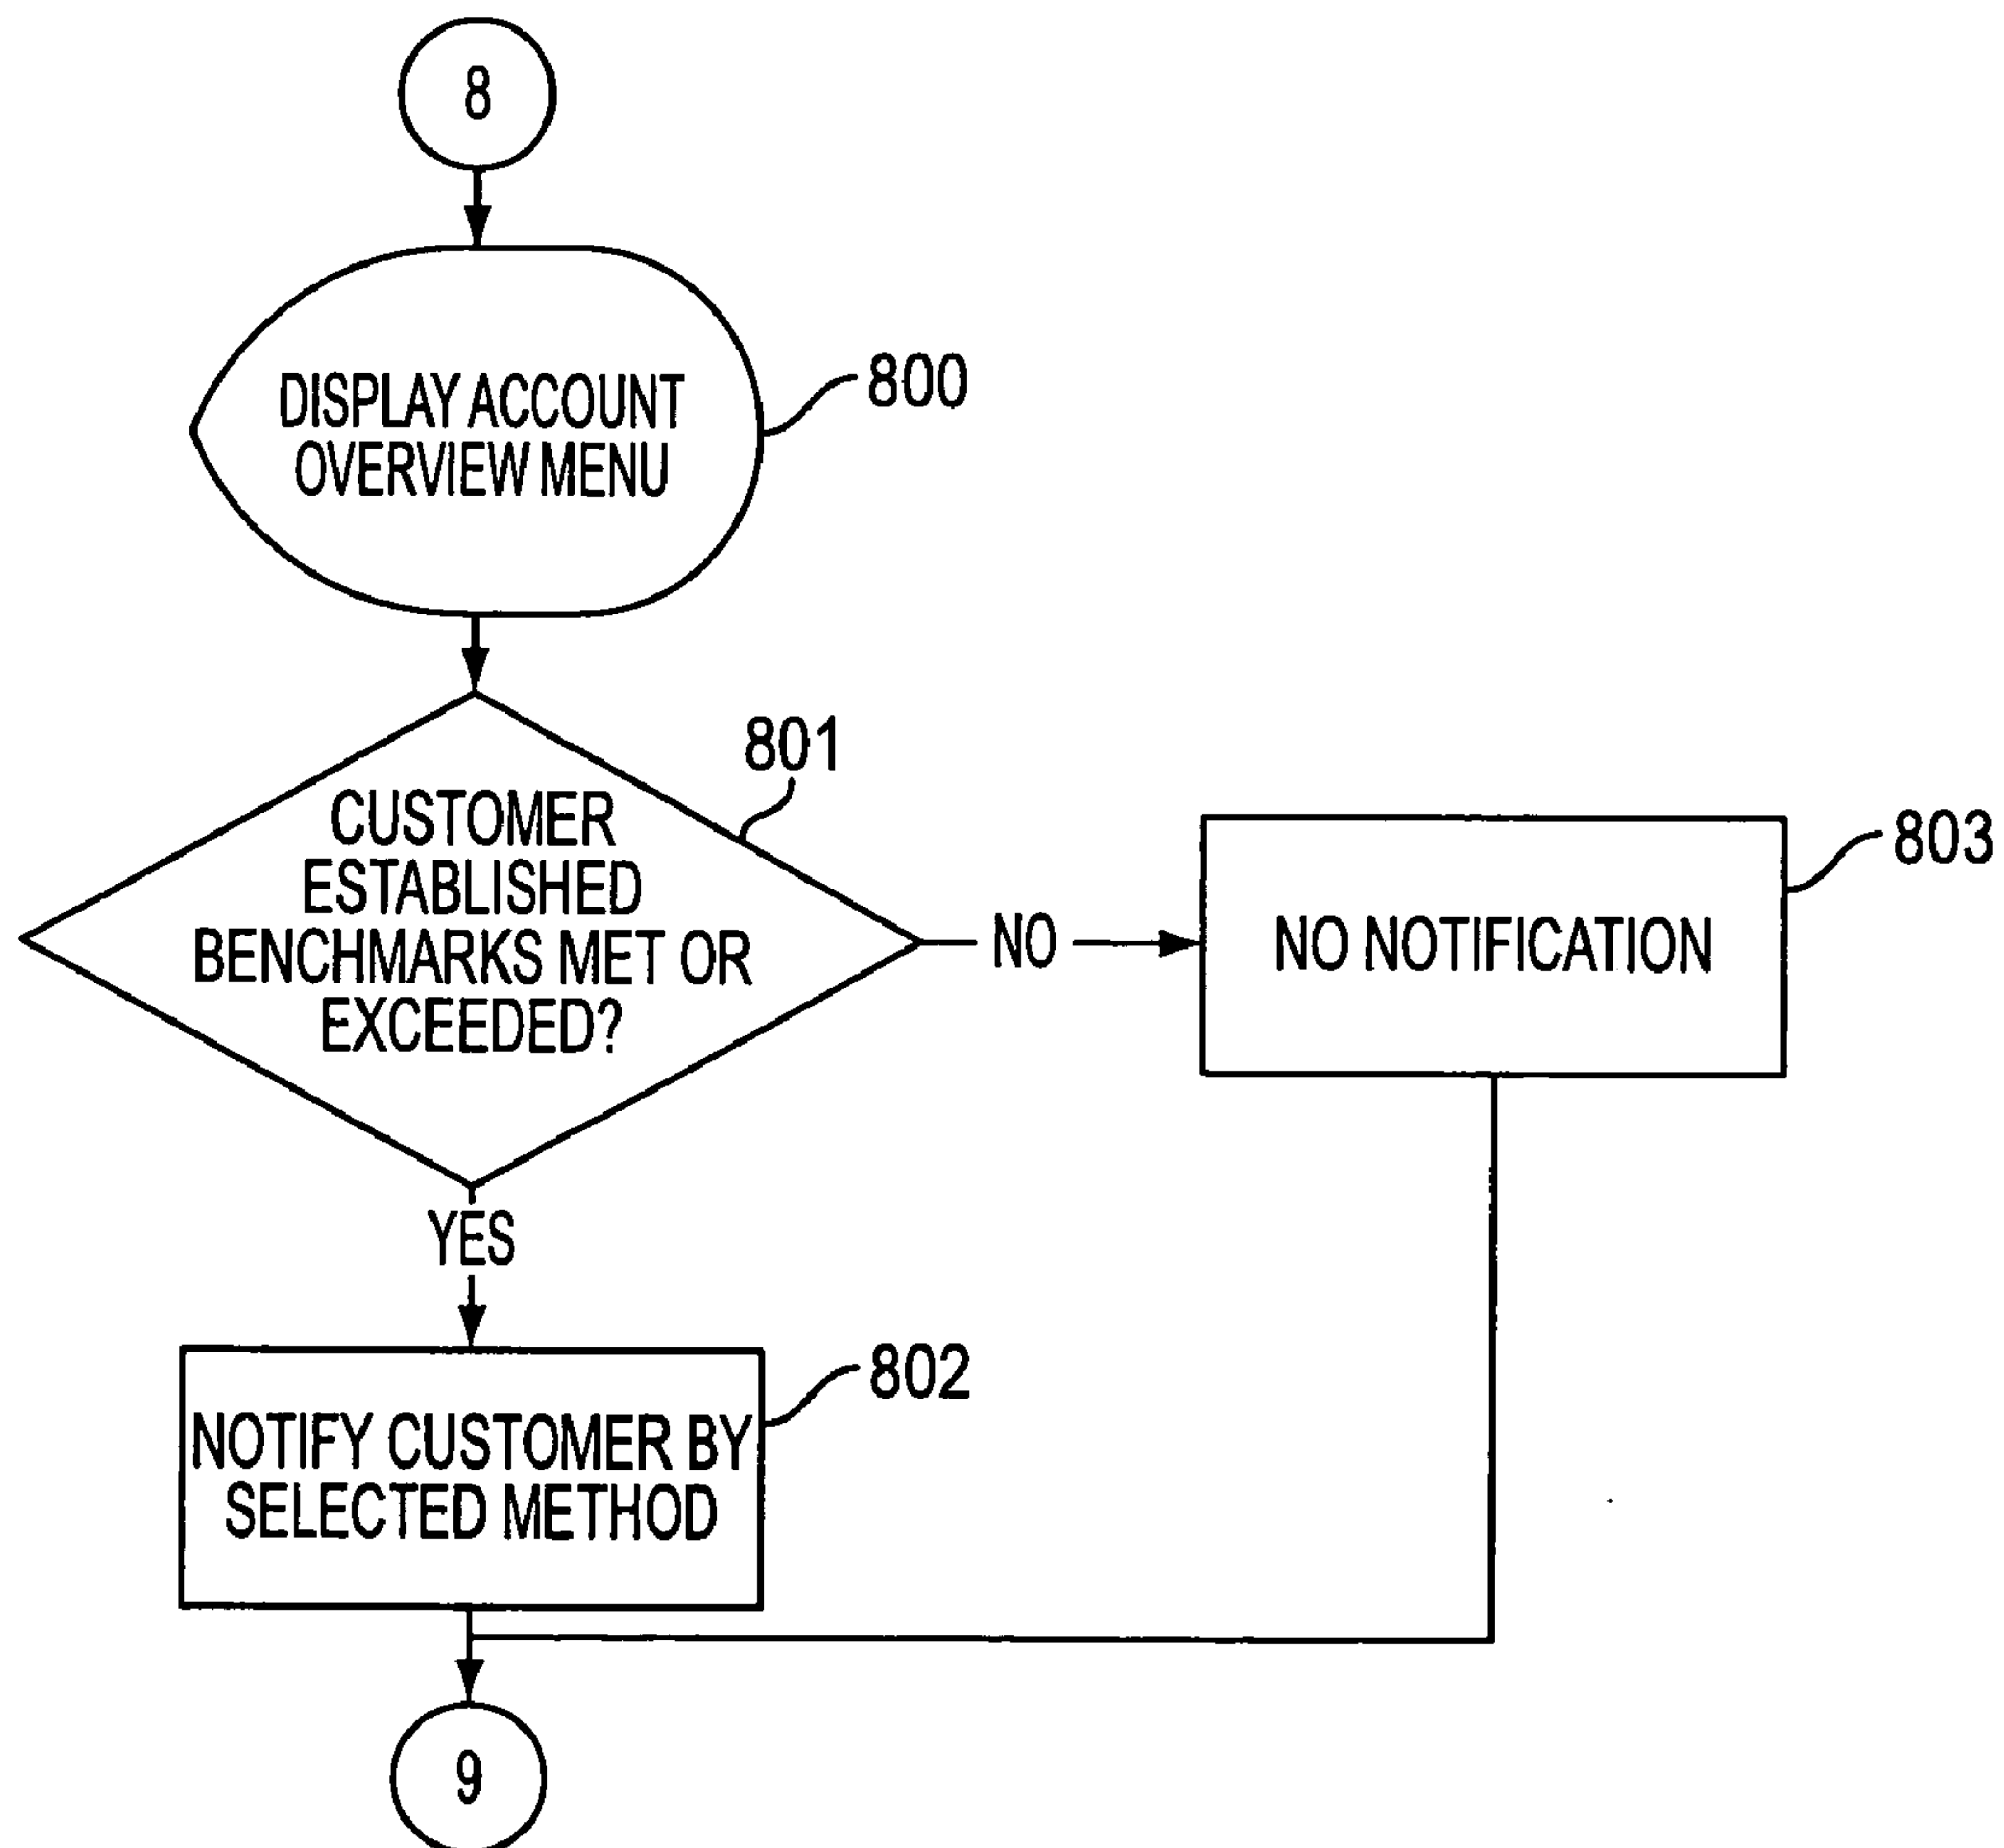 8
DISPLAY ACCOUNT
OVERVIEW MENU
800
801
CUSTOMER
ESTABLISHED
BENCHMARKS MET OR
EXCEEDED?
NO
NO NOTIFICATION
803
YES
NOTIFY CUSTOMER BY
SELECTED METHOD
802
9